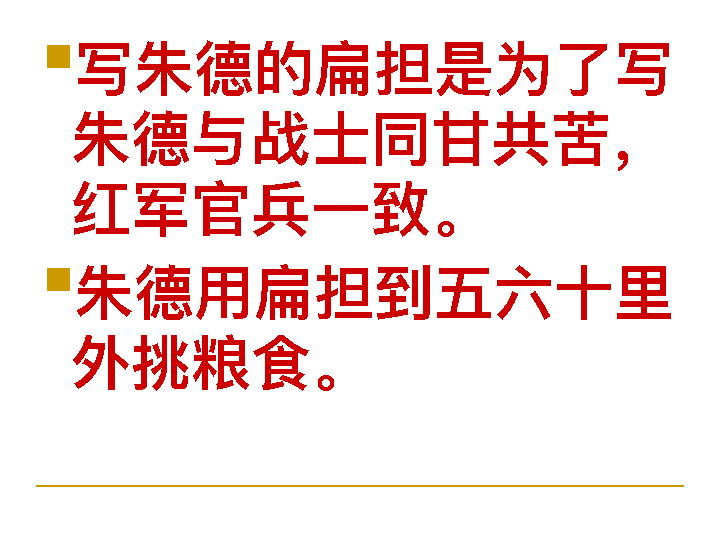 写朱德的扁担是为了写
朱德与战士同甘共苦，
红军官兵一致。
朱德用扁担到五六十里
外挑粮食。